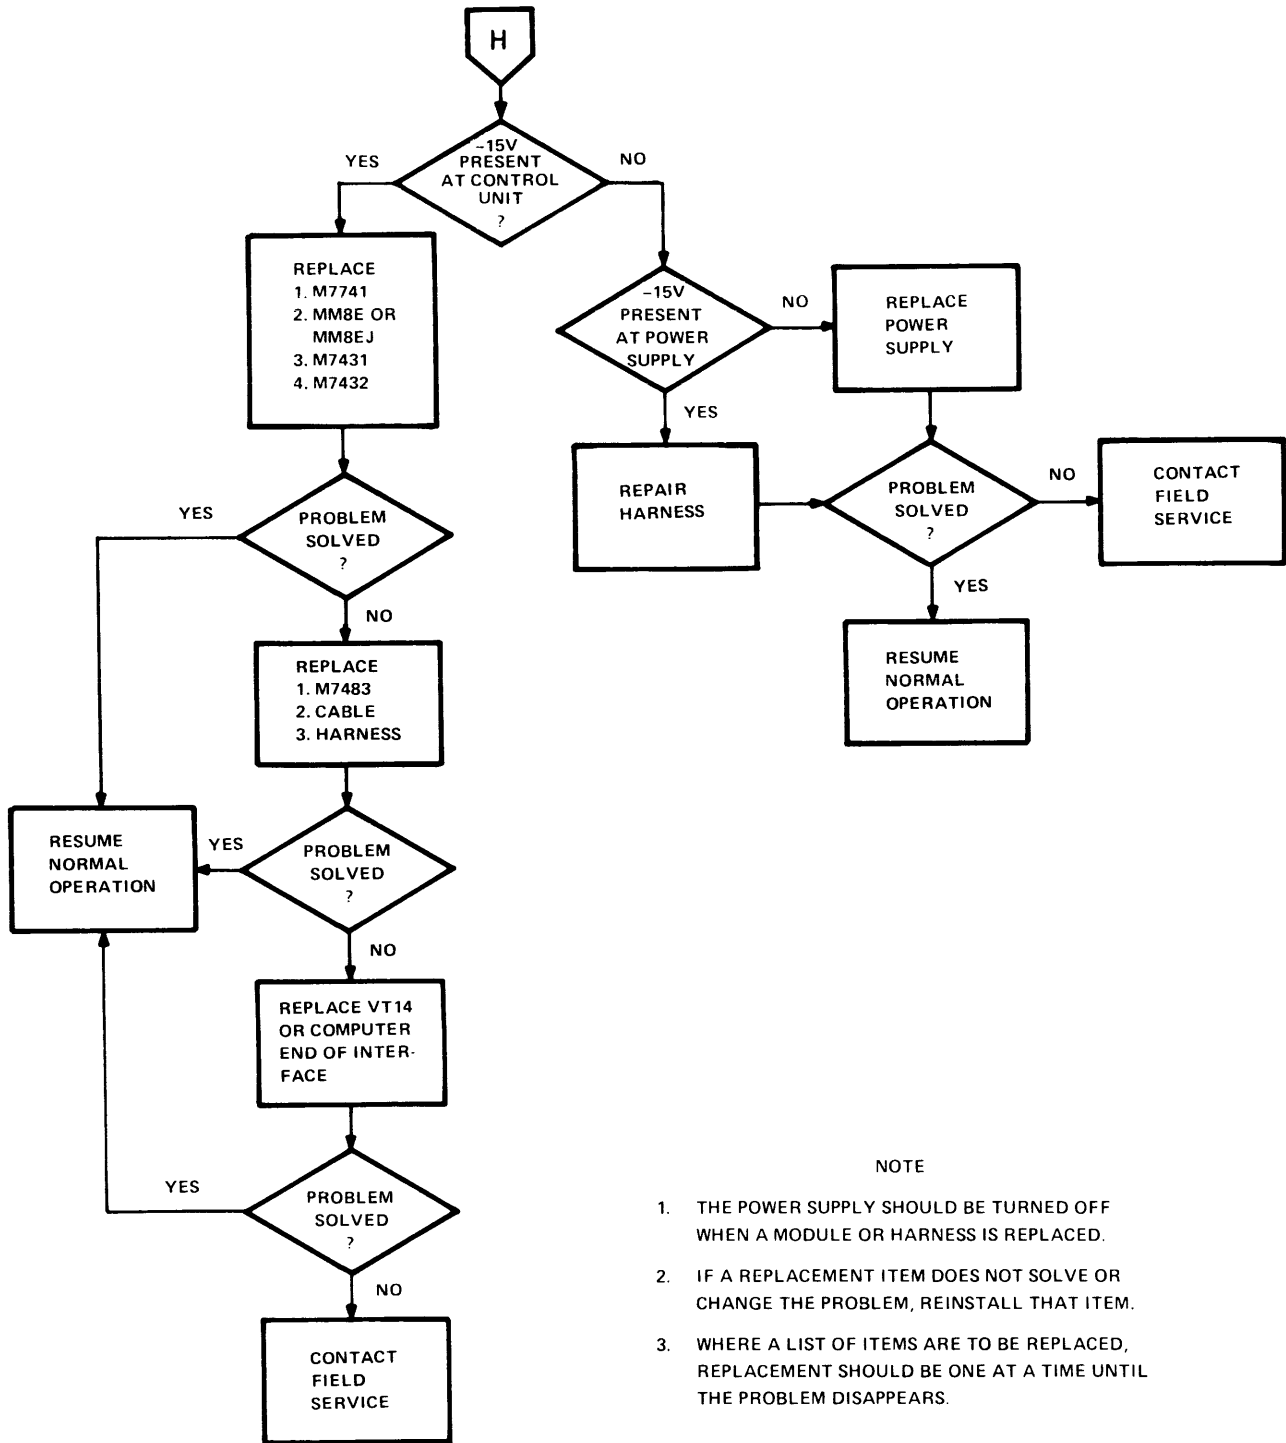 H
-15V
PRESENT
AT CONTROL
UNIT
?
YES
NO
REPLACE
1. M7741
2. MM8E OR
MM8EJ
3. M7431
4. M7432
-15V
PRESENT
AT POWER
SUPPLY
NO
YES
REPLACE
POWER
SUPPLY
REPAIR
HARNESS
PROBLEM
SOLVED
?
NO
YES
CONTACT
FIELD
SERVICE
RESUME
NORMAL
OPERATION
PROBLEM
SOLVED
?
YES
NO
REPLACE
1. M7483
2. CABLE
3. HARNESS
PROBLEM
SOLVED
?
YES
NO
RESUME
NORMAL
OPERATION
REPLACE VT14
OR COMPUTER
END OF INTER-
FACE
PROBLEM
SOLVED
?
YES
NO
CONTACT
FIELD
SERVICE
NOTE
1. THE POWER SUPPLY SHOULD BE TURNED OFF
WHEN A MODULE OR HARNESS IS REPLACED.
2. IF A REPLACEMENT ITEM DOES NOT SOLVE OR
CHANGE THE PROBLEM, REINSTALL THAT ITEM.
3. WHERE A LIST OF ITEMS ARE TO BE REPLACED,
REPLACEMENT SHOULD BE ONE AT A TIME UNTIL
THE PROBLEM DISAPPEARS.